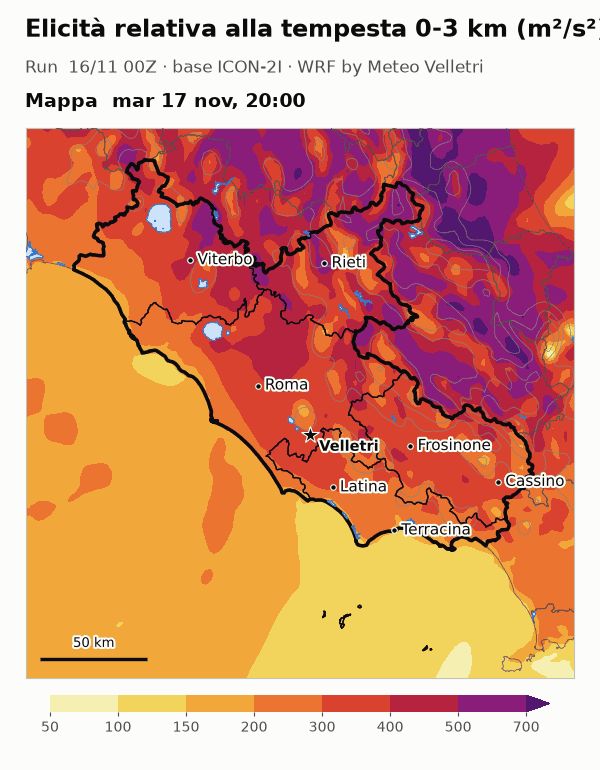 Elicità relativa alla tempesta 0-3 km (m²/s²)
Run 16/11 00Z · base ICON-2I · WRF by Meteo Velletri
Mappa mar 17 nov, 20:00
Viterbo
Rieti
Roma
Velletri
Frosinone
Cassino
Latina
Terracina
50 km
50 100 150 200 300 400 500 700